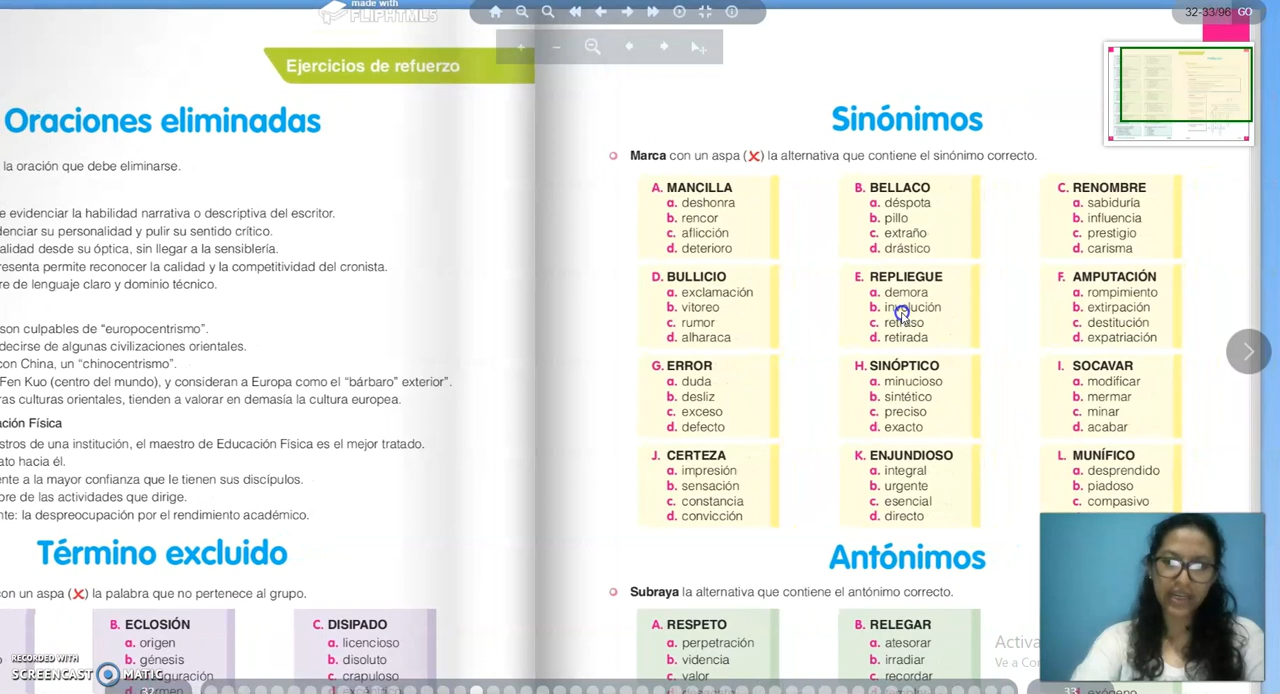 made with
FLIPHTML5
32-33/96
GO
Ejercicios de refuerzo
Oraciones eliminadas
la oración que debe eliminarse.
e evidenciar la habilidad narrativa o descriptiva del escritor.
denciar su personalidad y pulir su sentido crítico.
alidad desde su óptica, sin llegar a la sensiblería.
resenta permite reconocer la calidad y la competitividad del cronista.
re de lenguaje claro y dominio técnico.
son culpables de “europocentrismo”.
decirse de algunas civilizaciones orientales.
con China, un “chinocentrismo”.
Fen Kuo (centro del mundo), y consideran a Europa como el “bárbaro” exterior”.
ras culturas orientales, tienden a valorar en demasía la cultura europea.
ación Física
stros de una institución, el maestro de Educación Física es el mejor tratado.
ato hacia él.
ente a la mayor confianza que le tienen sus discípulos.
bre de las actividades que dirige.
nte: la despreocupación por el rendimiento académico.
Término excluido
con un aspa (X) la palabra que no pertenece al grupo.
B. ECLOSIÓN
a. origen
b. génesis
guración
C. DISIPADO
a. licencioso
b. disoluto
c. crapuloso
RECORDED WITH
SCREENCAST MATIC
32
Sinónimos
Marca con un aspa (X) la alternativa que contiene el sinónimo correcto.
A. MANCILLA
a. deshonra
b. rencor
c. aflicción
d. deterioro
B. BELLACO
a. déspota
b. pillo
c. extraño
d. drástico
C. RENOMBRE
a. sabiduría
b. influencia
c. prestigio
d. carisma
D. BULLICIO
a. exclamación
b. vitoreo
c. rumor
d. alharaca
E. REPLIEGUE
a. demora
b. involución
c. retraso
d. retirada
F. AMPUTACIÓN
a. rompimiento
b. extirpación
c. destitución
d. expatriación
G. ERROR
a. duda
b. desliz
c. exceso
d. defecto
H. SINÓPTICO
a. minucioso
b. sintético
c. preciso
d. exacto
I. SOCAVAR
a. modificar
b. mermar
c. minar
d. acabar
J. CERTEZA
a. impresión
b. sensación
c. constancia
d. convicción
K. ENJUNDIOSO
a. integral
b. urgente
c. esencial
d. directo
L. MUNÍFICO
a. desprendido
b. piadoso
c. compasivo
Antónimos
Subraya la alternativa que contiene el antónimo correcto.
A. RESPETO
a. perpetración
b. videncia
c. valor
B. RELEGAR
a. atesorar
b. irradiar
c. recordar
Activa
Ve a Co
33